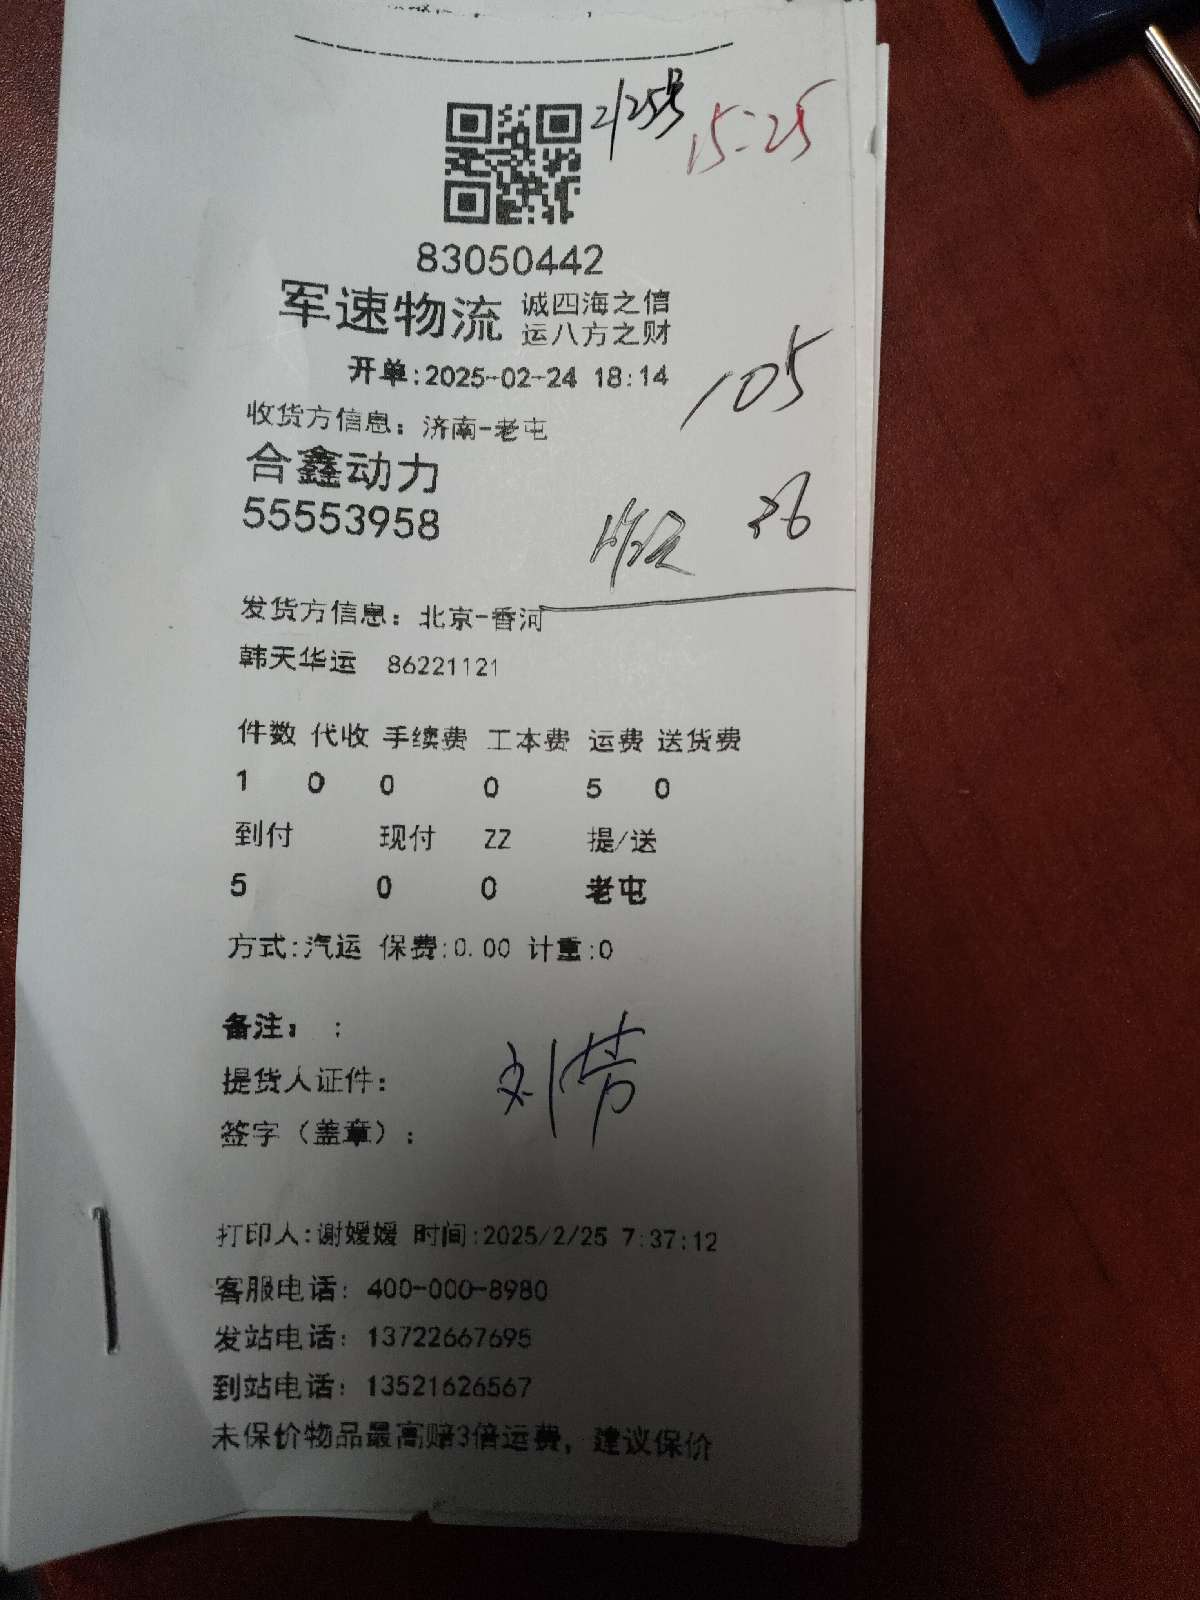 2/25号 15:25
83050442
军速物流 诚四海之信
运八方之财
开单:2025-02-24 18:14
105
收货方信息：济南-老屯
合鑫动力
55553958
昨天 36
发货方信息：北京-香河
韩天华运 86221121
件数 代收 手续费 工本费 运费 送货费
1 0 0 0 5 0
到付 现付 ZZ 提/送
5 0 0 老屯
方式:汽运 保费:0.00 计重:0
备注： :
提货人证件：
签字（盖章）：
打印人:谢嫒嫒 时间:2025/2/25 7:37:12
客服电话：400-000-8980
发站电话：13722667695
到站电话：13521626567
未保价物品最高赔3倍运费，建议保价